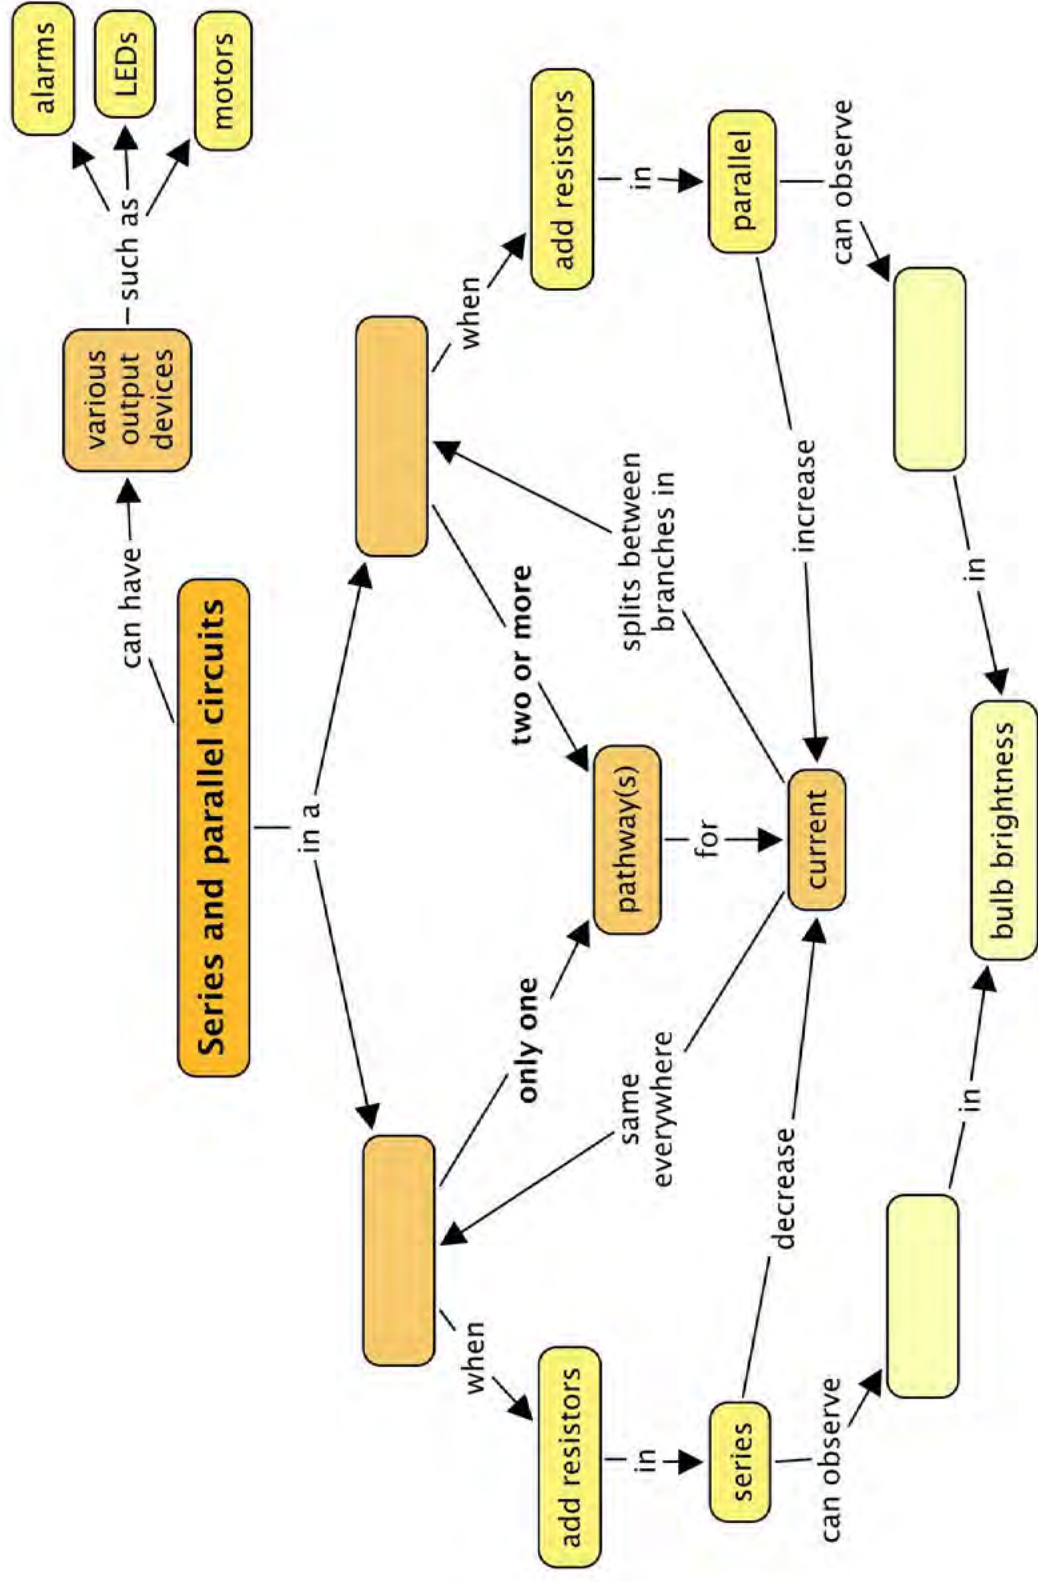 alarms
LEDs
motors
such as
various
output
devices
can have
Series and parallel circuits
in a
when
when
add resistors
add resistors
only one
two or more
same
everywhere
splits between
branches in
pathway(s)
in
in
for
series
parallel
decrease
current
increase
can observe
can observe
in
in
bulb brightness